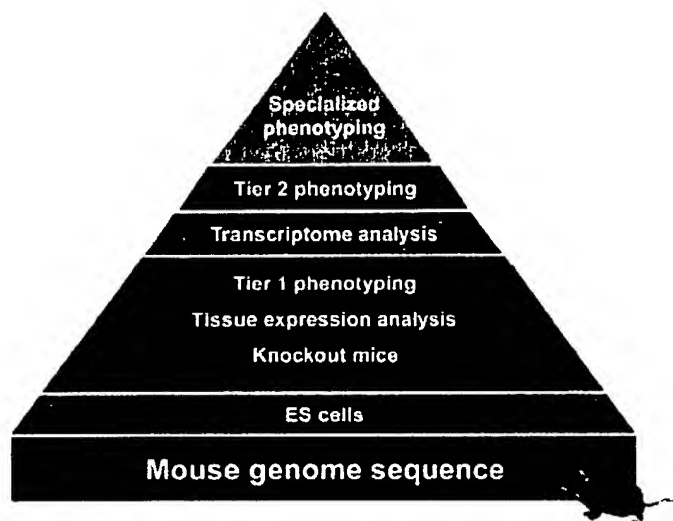 Specialized
phenotyping
Tier 2 phenotyping
Transcriptome analysis
Tier 1 phenotyping
Tissue expression analysis
Knockout mice
ES cells
Mouse genome sequence